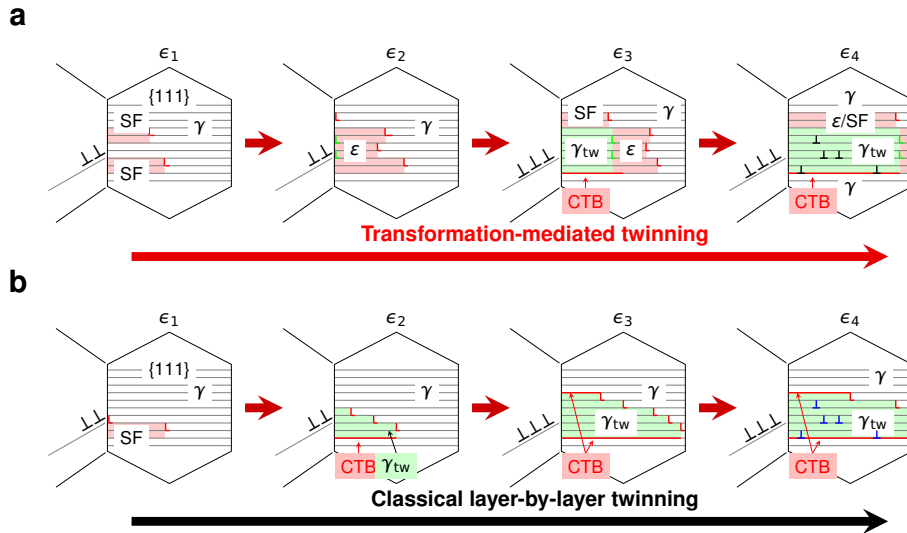 a
ϵ1 ϵ2 ϵ3 ϵ4
{111} SF γ
SF
γ
ε
SF γ
γtw ε
CTB
γ
ε/SF
γtw
γ
CTB
Transformation-mediated twinning
b
ϵ1 ϵ2 ϵ3 ϵ4
{111}
γ
SF
γ
CTB γtw
γ
γtw
CTB
γ
γtw
CTB
Classical layer-by-layer twinning